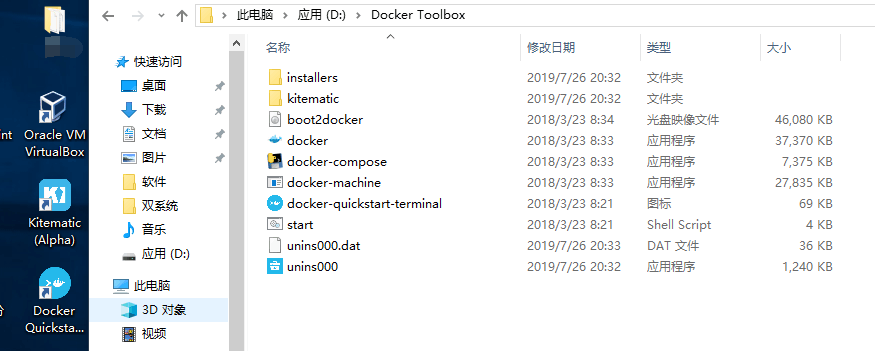 此电脑 > 应用 (D:) > Docker Toolbox
名称 修改日期 类型 大小
快速访问
桌面
下载
文档
图片
软件
双系统
音乐
应用 (D:)
此电脑
3D 对象
视频
installers 2019/7/26 20:32 文件夹
kitematic 2019/7/26 20:32 文件夹
boot2docker 2018/3/23 8:34 光盘映像文件 46,080 KB
docker 2018/3/23 8:33 应用程序 37,370 KB
docker-compose 2018/3/23 8:33 应用程序 7,375 KB
docker-machine 2018/3/23 8:33 应用程序 27,835 KB
docker-quickstart-terminal 2018/3/23 8:21 图标 69 KB
start 2018/3/23 8:21 Shell Script 4 KB
unins000.dat 2019/7/26 20:33 DAT 文件 36 KB
unins000 2019/7/26 20:32 应用程序 1,240 KB
int
Oracle VM
VirtualBox
Kitematic
(Alpha)
Docker
Quicksta...